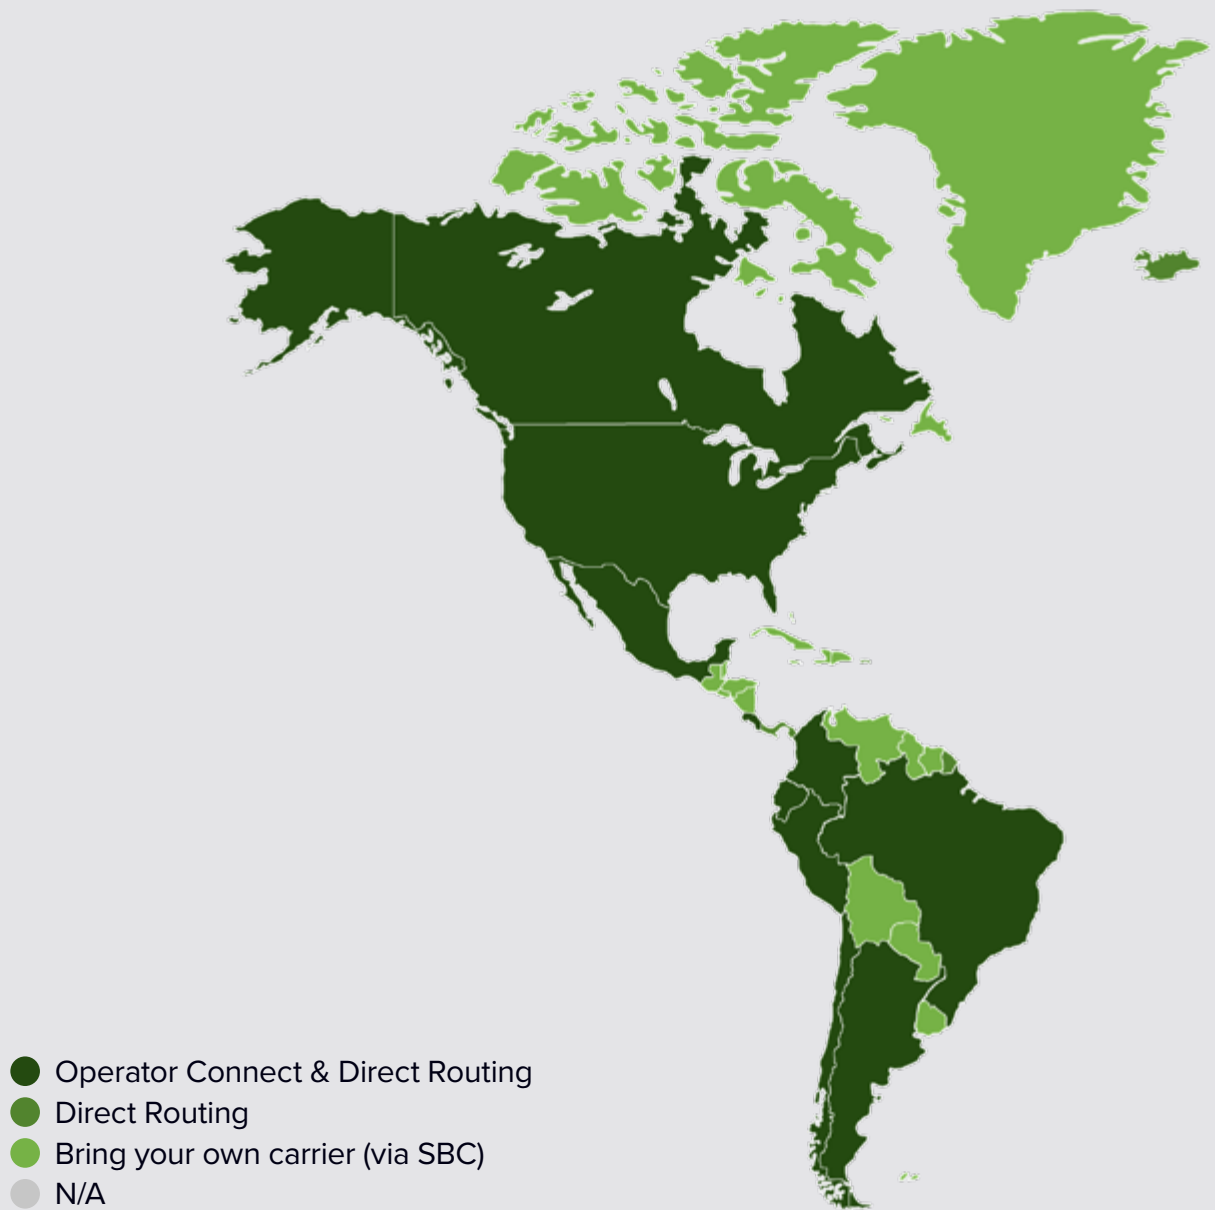 Operator Connect & Direct Routing
Direct Routing
Bring your own carrier (via SBC)
N/A